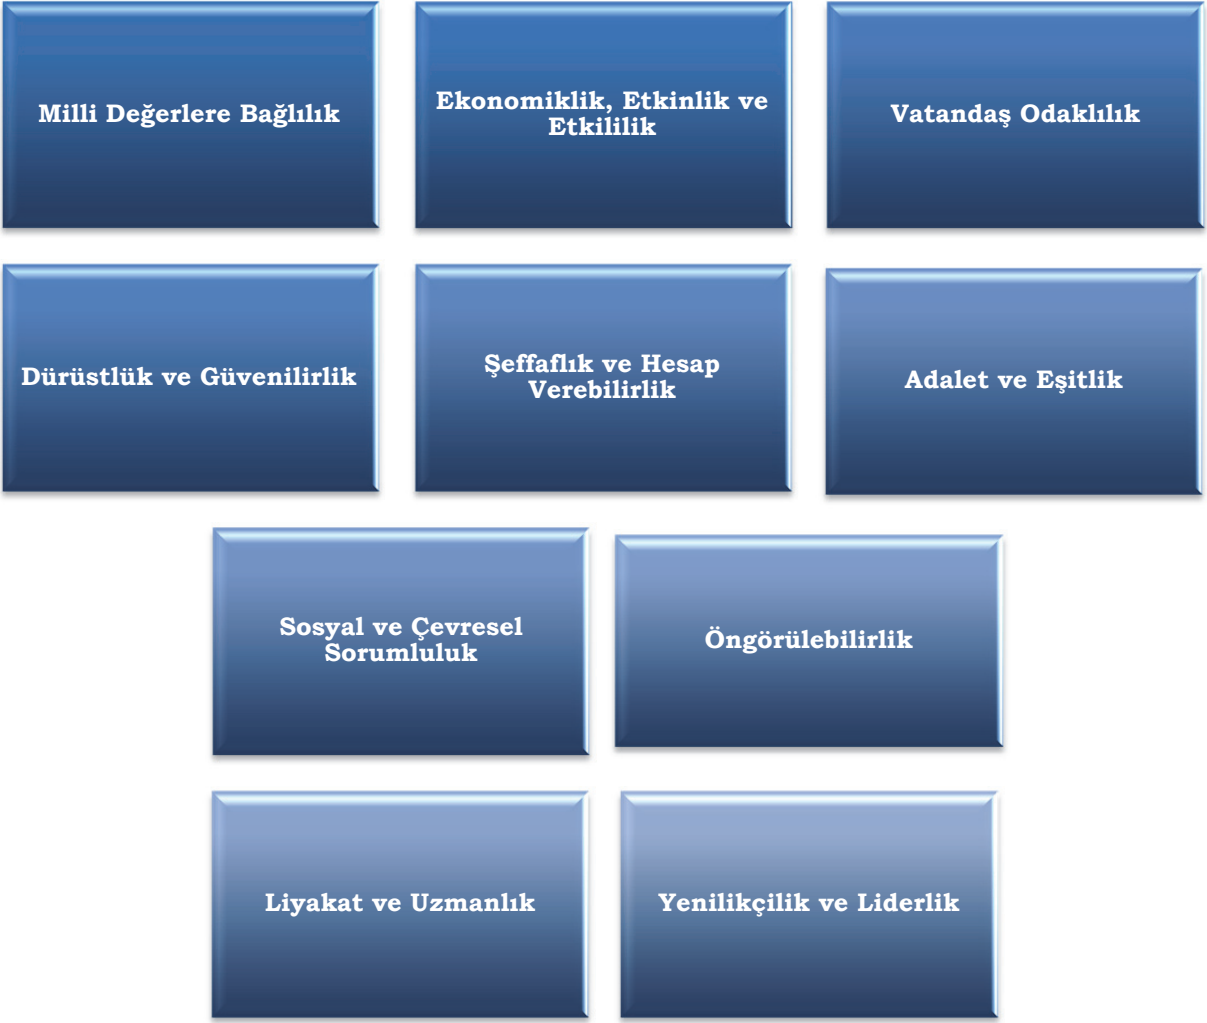 Milli Değerlere Bağlılık
Ekonomiklik, Etkinlik ve
Etkililik
Vatandaş Odaklılık
Dürüstlük ve Güvenilirlik
Şeffaflık ve Hesap
Verebilirlik
Adalet ve Eşitlik
Sosyal ve Çevresel
Sorumluluk
Öngörülebilirlik
Liyakat ve Uzmanlık
Yenilikçilik ve Liderlik